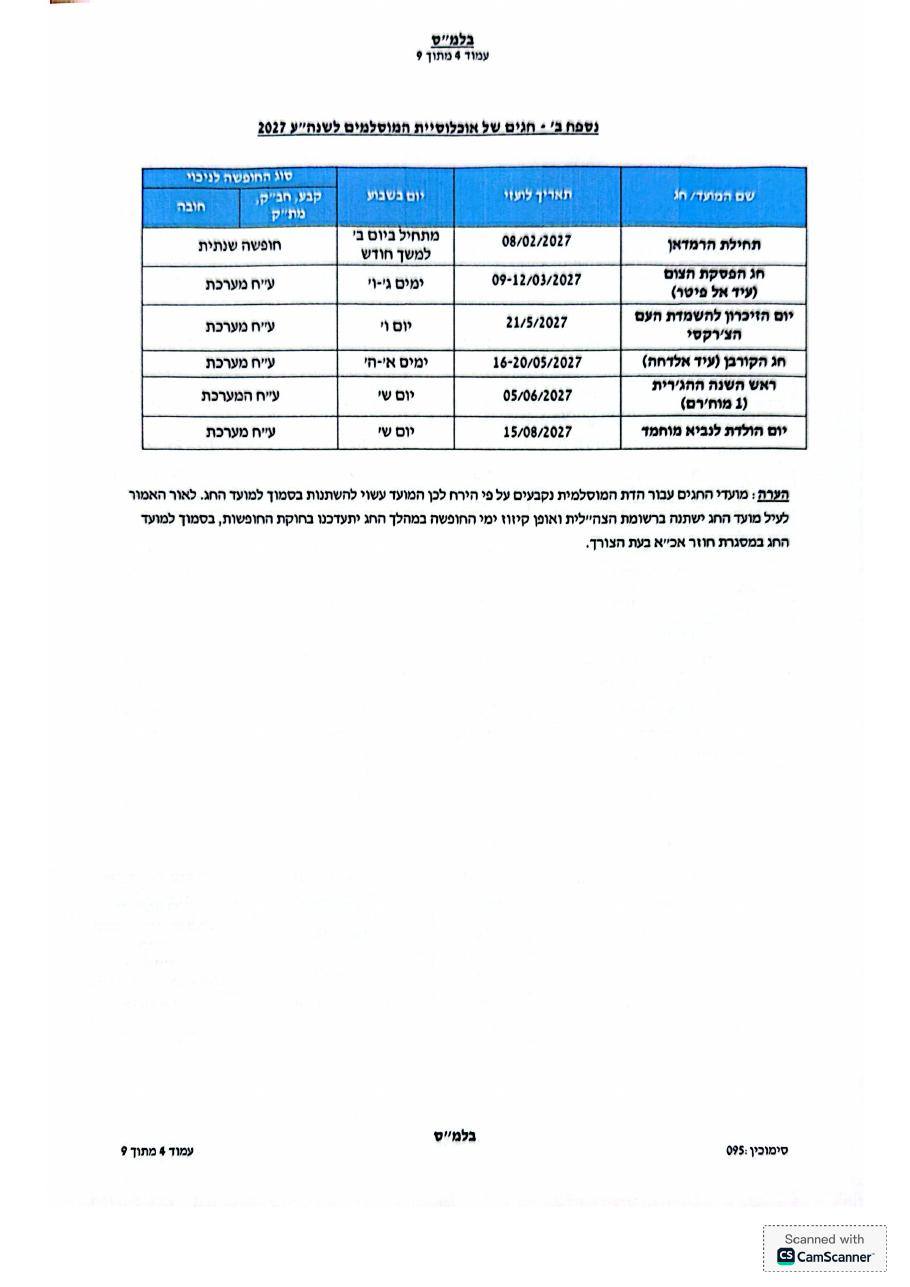 בלמ"ס
עמוד 4 מתוך 9
נספח ב' - חגים של אוכלוסיית המוסלמים לשנה"ע 2027
שם המועד/ חג תאריך לועזי יום בשבוע סוג החופשה לניכוי
קבע, חב"ק, מת"ק חובה
תחילת הרמדאן 08/02/2027 מתחיל ביום ב' למשך חודש חופשה שנתית
חג הפסקת הצום (עיד אל פיטר) 09-12/03/2027 ימים ג'-ו' ע"ח מערכת
יום הזיכרון להשמדת העם הצ'רקסי 21/5/2027 יום ו' ע"ח מערכת
חג הקורבן (עיד אלדחת) 16-20/05/2027 ימים א'-ה' ע"ח מערכת
ראש השנה ההג'רית (1 מוח'רם) 05/06/2027 יום ש' ע"ח המערכת
יום הולדת לנביא מוחמד 15/08/2027 יום ש' ע"ח מערכת
הערה: מועדי החגים עבור הדת המוסלמית נקבעים על פי הירח לכן המועד עשוי להשתנות בסמוך למועד החג. לאור האמור
לעיל מועד החג ישתנה ברשומת הצה"לית ואופן קיזוז ימי החופשה במהלך החג יתעדכנו בחוקת החופשות, בסמוך למועד
החג במסגרת חוזר אכ"א בעת הצורך.
בלמ"ס
סימוכין: 095 עמוד 4 מתוך 9
Scanned with
CS CamScanner